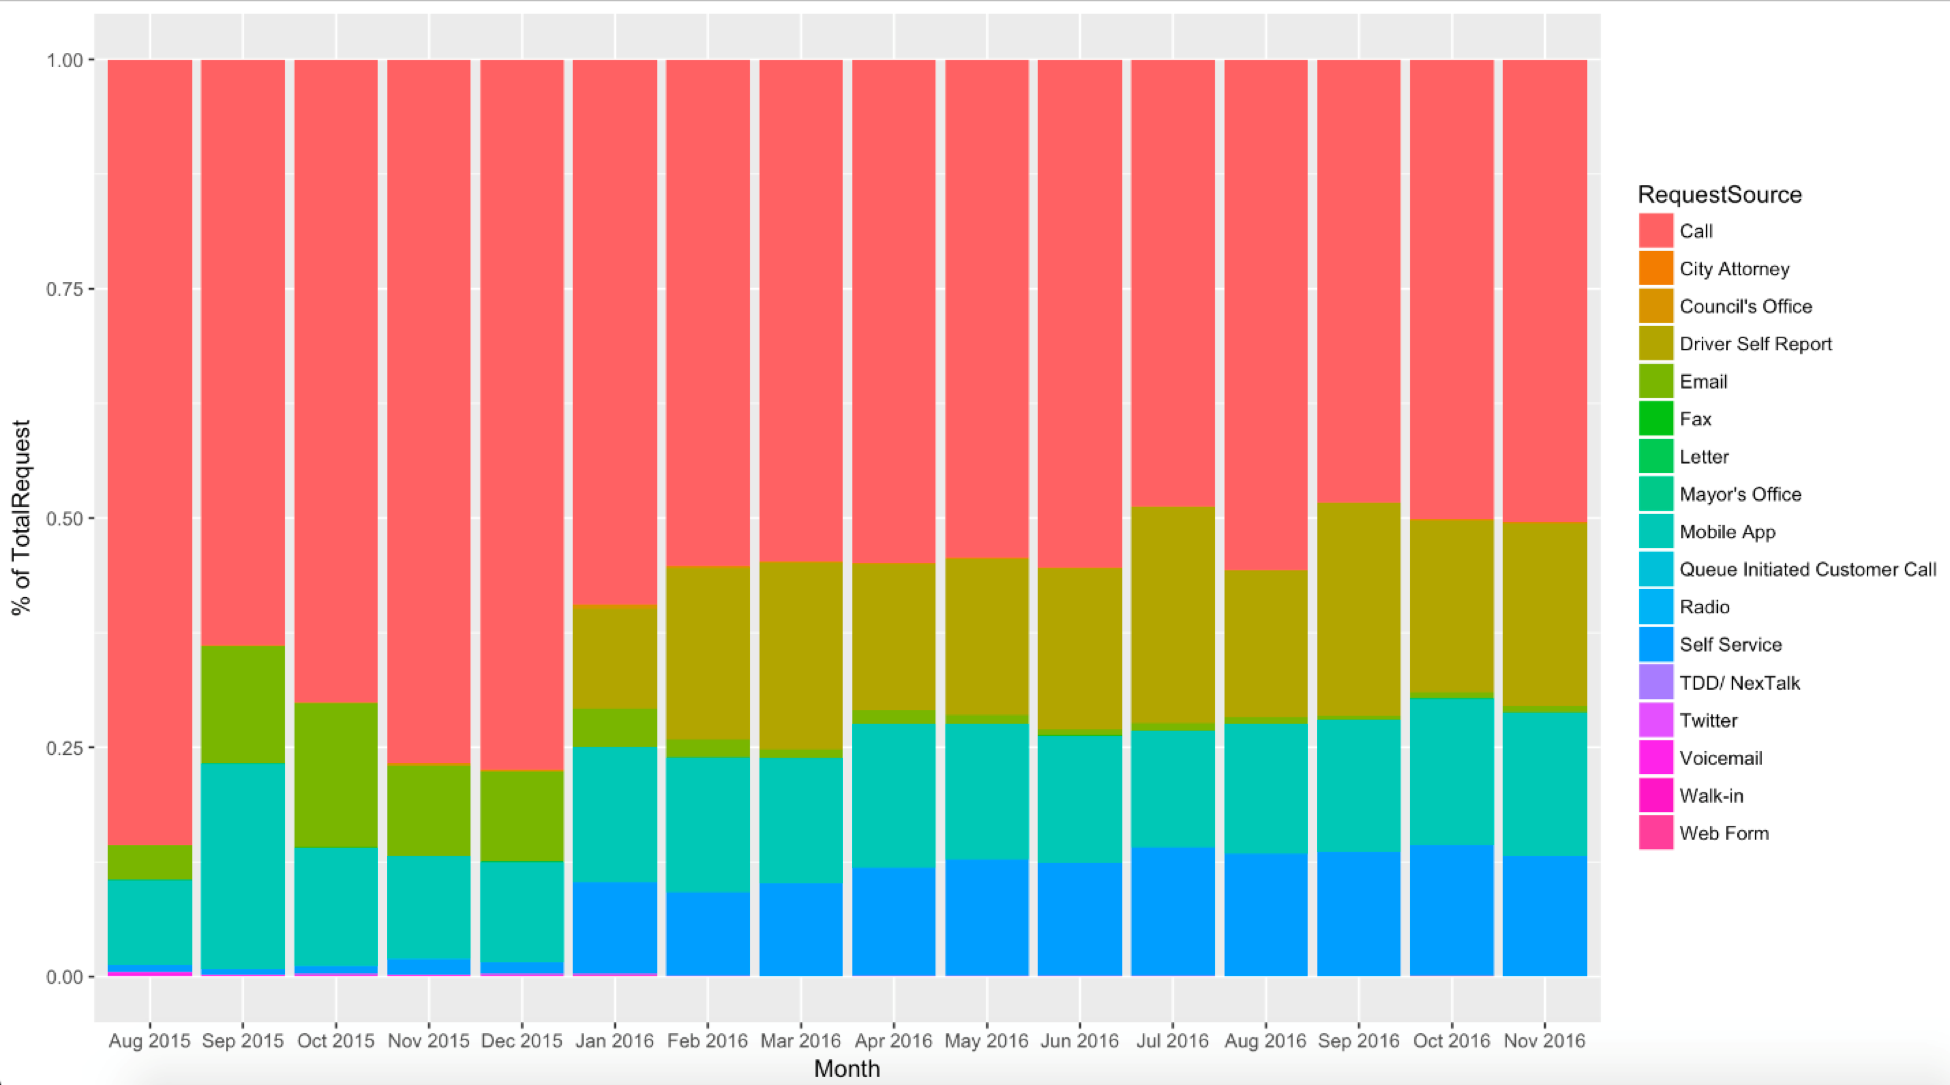 1.00
0.75
0.50
0.25
0.00
% of TotalRequest
Aug 2015 Sep 2015 Oct 2015 Nov 2015 Dec 2015 Jan 2016 Feb 2016 Mar 2016 Apr 2016 May 2016 Jun 2016 Jul 2016 Aug 2016 Sep 2016 Oct 2016 Nov 2016
Month
RequestSource
Call
City Attorney
Council's Office
Driver Self Report
Email
Fax
Letter
Mayor's Office
Mobile App
Queue Initiated Customer Call
Radio
Self Service
TDD/ NexTalk
Twitter
Voicemail
Walk-in
Web Form